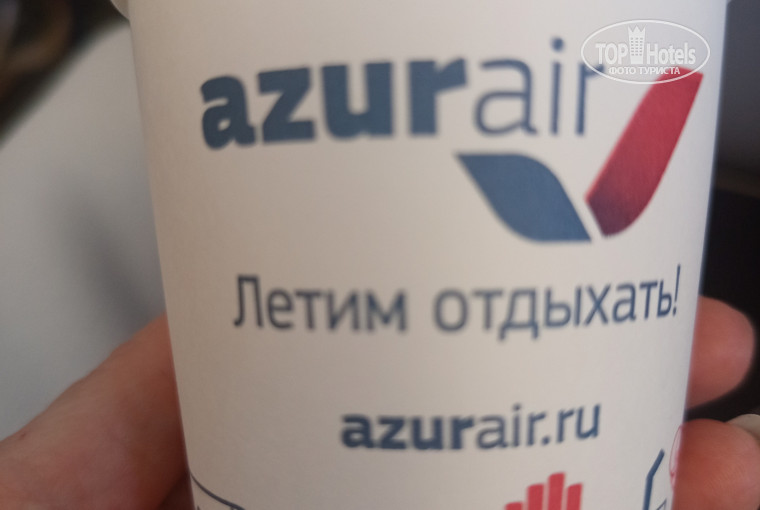 TOP Hotels
ФОТО ТУРИСТА
azurair
Летим отдыхать!
azurair.ru